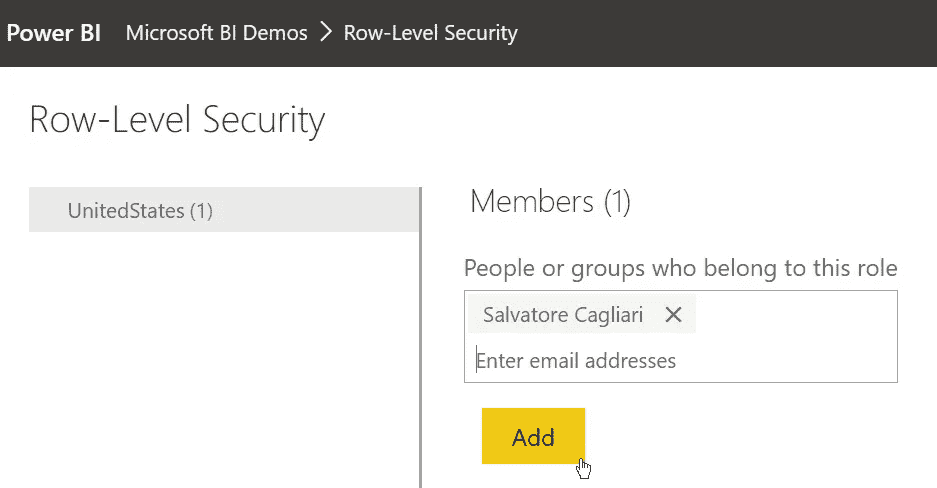 Power BI Microsoft BI Demos > Row-Level Security
Row-Level Security
UnitedStates (1)
Members (1)
People or groups who belong to this role
Salvatore Cagliari ×
Enter email addresses
Add